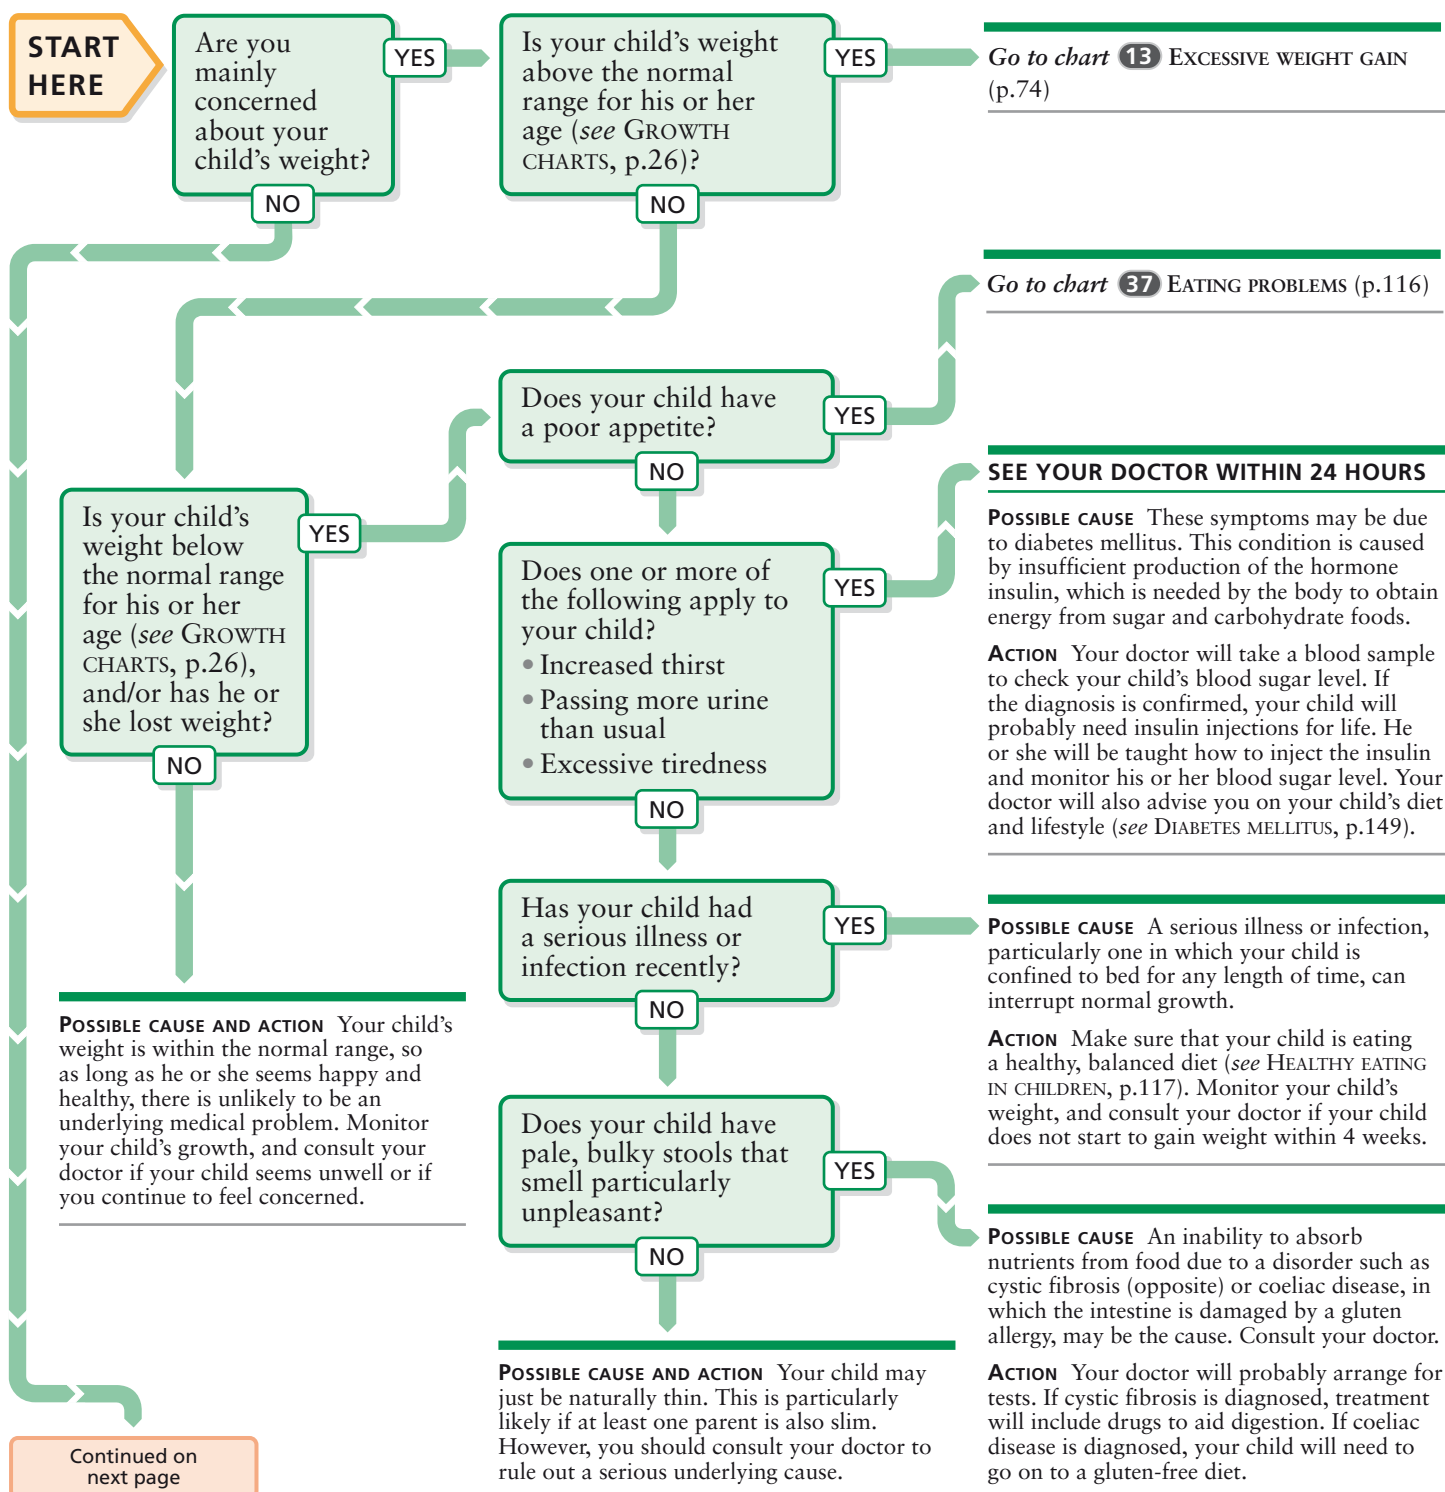 START
HERE
Are you
mainly
concerned
about your
child’s weight?
YES
NO
Is your child’s weight
above the normal
range for his or her
age (see GROWTH
CHARTS, p.26)?
YES
NO
Go to chart 13 EXCESSIVE WEIGHT GAIN
(p.74)
Go to chart 37 EATING PROBLEMS (p.116)
Does your child have
a poor appetite?
YES
NO
Is your child’s
weight below
the normal range
for his or her
age (see GROWTH
CHARTS, p.26),
and/or has he or
she lost weight?
YES
NO
Does one or more of
the following apply to
your child?
• Increased thirst
• Passing more urine
than usual
• Excessive tiredness
YES
NO
SEE YOUR DOCTOR WITHIN 24 HOURS
POSSIBLE CAUSE These symptoms may be due
to diabetes mellitus. This condition is caused
by insufficient production of the hormone
insulin, which is needed by the body to obtain
energy from sugar and carbohydrate foods.
ACTION Your doctor will take a blood sample
to check your child’s blood sugar level. If
the diagnosis is confirmed, your child will
probably need insulin injections for life. He
or she will be taught how to inject the insulin
and monitor his or her blood sugar level. Your
doctor will also advise you on your child’s diet
and lifestyle (see DIABETES MELLITUS, p.149).
Has your child had
a serious illness or
infection recently?
YES
NO
POSSIBLE CAUSE A serious illness or infection,
particularly one in which your child is
confined to bed for any length of time, can
interrupt normal growth.
ACTION Make sure that your child is eating
a healthy, balanced diet (see HEALTHY EATING
IN CHILDREN, p.117). Monitor your child’s
weight, and consult your doctor if your child
does not start to gain weight within 4 weeks.
POSSIBLE CAUSE AND ACTION Your child’s
weight is within the normal range, so
as long as he or she seems happy and
healthy, there is unlikely to be an
underlying medical problem. Monitor
your child’s growth, and consult your
doctor if your child seems unwell or if
you continue to feel concerned.
Does your child have
pale, bulky stools that
smell particularly
unpleasant?
YES
NO
POSSIBLE CAUSE An inability to absorb
nutrients from food due to a disorder such as
cystic fibrosis (opposite) or coeliac disease, in
which the intestine is damaged by a gluten
allergy, may be the cause. Consult your doctor.
ACTION Your doctor will probably arrange for
tests. If cystic fibrosis is diagnosed, treatment
will include drugs to aid digestion. If coeliac
disease is diagnosed, your child will need to
go on to a gluten-free diet.
POSSIBLE CAUSE AND ACTION Your child may
just be naturally thin. This is particularly
likely if at least one parent is also slim.
However, you should consult your doctor to
rule out a serious underlying cause.
Continued on
next page